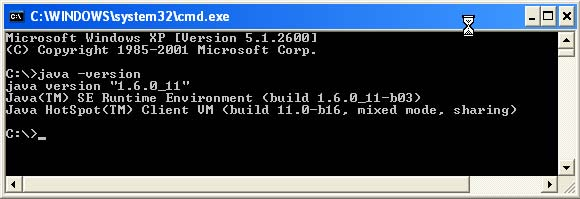 C:\WINDOWS\system32\cmd.exe
Microsoft Windows XP [Version 5.1.2600]
(C) Copyright 1985-2001 Microsoft Corp.
C:\>java -version
java version "1.6.0_11"
Java(TM) SE Runtime Environment (build 1.6.0_11-b03)
Java HotSpot(TM) Client VM (build 11.0-b16, mixed mode, sharing)
C:\>_